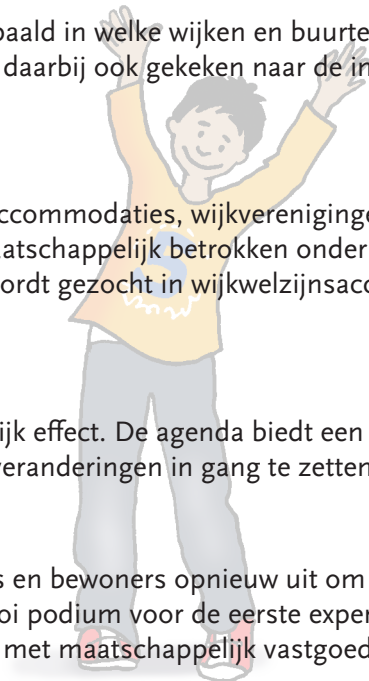 paald in welke wijken en buurte
daarbij ook gekeken naar de in
ccommodaties, wijkvereniginge
aatschappelijk betrokken onder
ordt gezocht in wijkwelzijnsacc
S
ijk effect. De agenda biedt een
veranderingen in gang te zetten
s en bewoners opnieuw uit om
oi podium voor de eerste exper
met maatschappelijk vastgoed